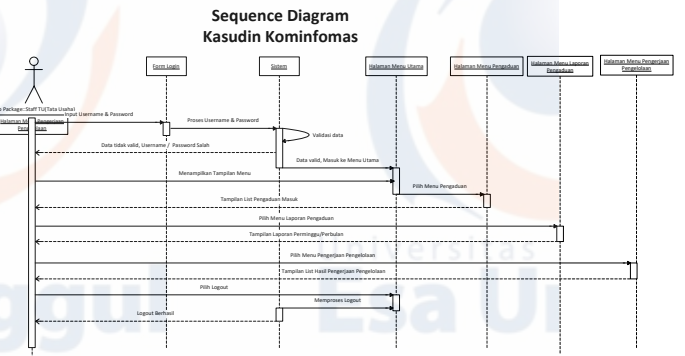 Sequence Diagram
Kasudin Kominfomas
Form Login
Sistem
Halaman Menu Utama
Halaman Menu Pengaduan
Halaman Menu Laporan
Pengaduan
Halaman Menu Pengerjaan
Pengelolaan
Package::Staff TU(Tata Usaha)
Input Username & Password
Proses Username & Password
Validasi data
Data tidak valid, Username / Password Salah
Data valid, Masuk ke Menu Utama
Menampilkan Tampilan Menu
Pilih Menu Pengaduan
Tampilan List Pengaduan Masuk
Pilih Menu Laporan Pengaduan
Tampilan Laporan Perminggu/Perbulan
Universitas
Pilih Menu Pengerjaan Pengelolaan
Tampilan List Hasil Pengerjaan Pengelolaan
ggul
Esa U
Pilih Logout
Memproses Logout
Logout Berhasil